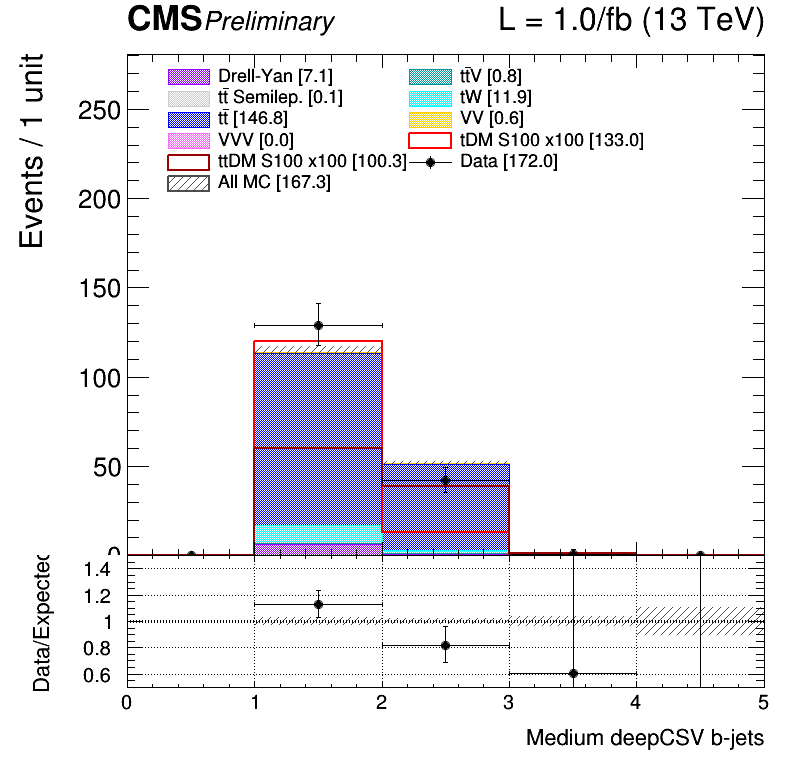 CMS Preliminary L = 1.0/fb (13 TeV)
Events / 1 unit
Drell-Yan [7.1]
tt̄V [0.8]
tt̄ Semilep. [0.1]
tW [11.9]
tt̄ [146.8]
VV [0.6]
VVV [0.0]
tDM S100 x100 [133.0]
ttDM S100 x100 [100.3]
Data [172.0]
All MC [167.3]
250
200
150
100
50
0
Data/Expected
1.4
1.2
1
0.8
0.6
0 1 2 3 4 5
Medium deepCSV b-jets